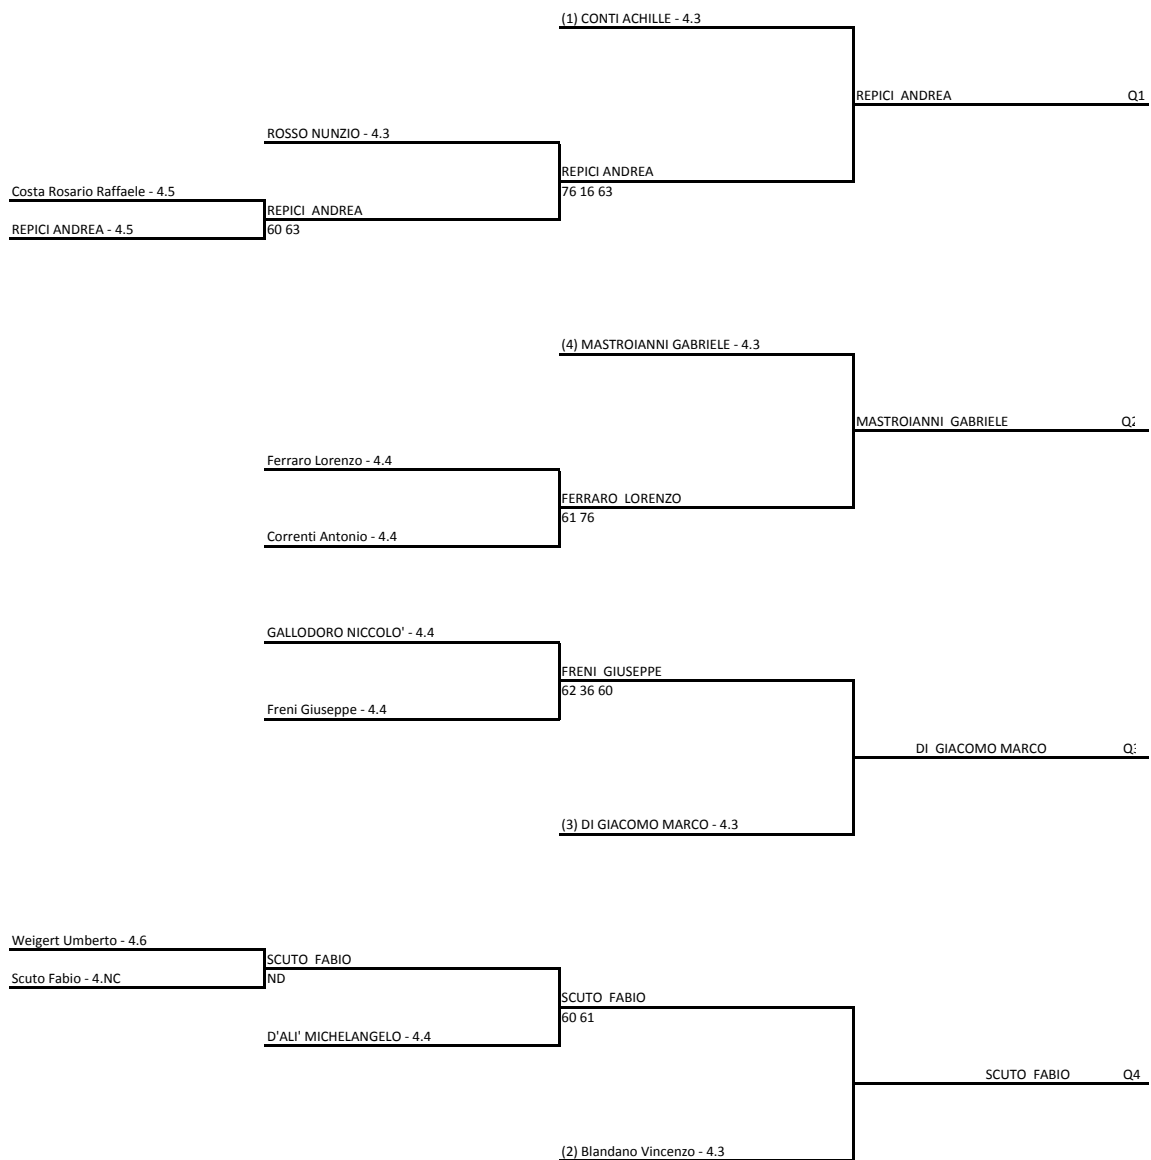 (1) CONTI ACHILLE - 4.3
REPICI  ANDREA Q1
ROSSO NUNZIO - 4.3
REPICI ANDREA
76 16 63
Costa Rosario Raffaele - 4.5
REPICI  ANDREA
60 63
REPICI ANDREA - 4.5
(4) MASTROIANNI GABRIELE - 4.3
MASTROIANNI  GABRIELE Q2
Ferraro Lorenzo - 4.4
FERRARO  LORENZO
61 76
Correnti Antonio - 4.4
GALLODORO NICCOLO' - 4.4
FRENI  GIUSEPPE
62 36 60
Freni Giuseppe - 4.4
DI  GIACOMO MARCO Q3
(3) DI GIACOMO MARCO - 4.3
Weigert Umberto - 4.6
SCUTO  FABIO
ND
Scuto Fabio - 4.NC
SCUTO  FABIO
60 61
D'ALI' MICHELANGELO - 4.4
SCUTO  FABIO Q4
(2) Blandano Vincenzo - 4.3